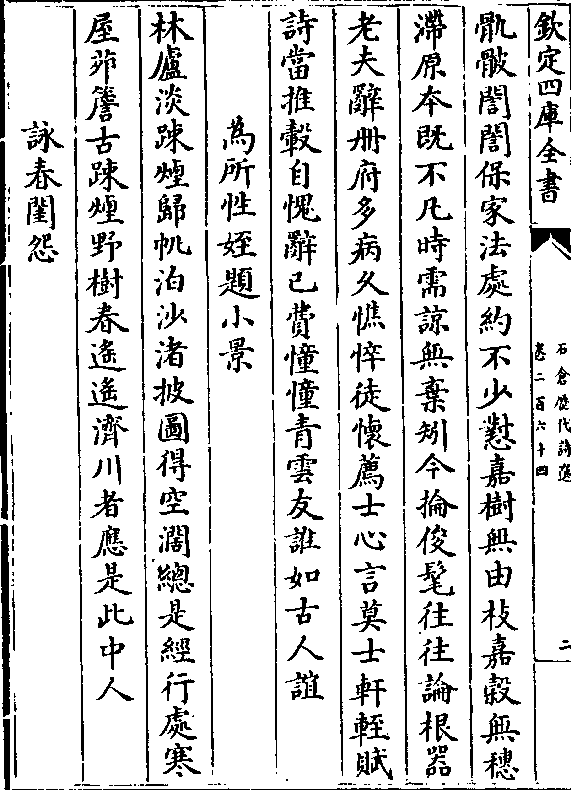 欽定四庫全書
石倉歷代詩選
卷二百六十四
二
骯骸誾誾保家法處約不少懟嘉樹無由枝嘉穀無穗
滯原本既不凡時需諒無棄矧今掄俊髦往往論根器
老夫辭册府多病久憔悴徒懷薦士心言莫士軒輊賦
詩當推轂自愧辭已費憧憧青雲友誰如古人誼
為所性姪題小景
林廬淡疎煙歸帆泊沙渚披圖得空濶總是經行處寒
屋茆簷古疎煙野樹春遙遙濟川者應是此中人
詠春閨怨